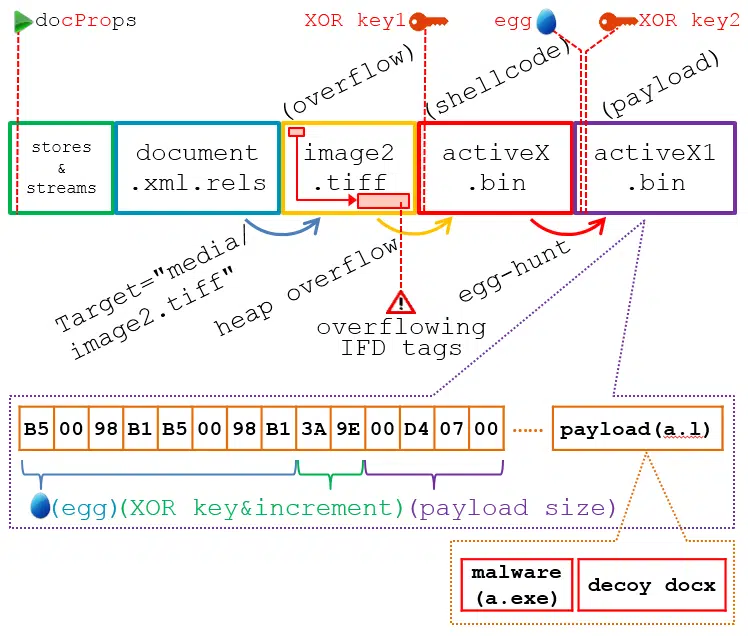 docProps
XOR key1
egg
XOR key2
(overflow)
(shellcode)
(payload)
stores
&
streams
document
.xml.rels
image2
.tiff
activeX
.bin
activeX1
.bin
Target="media/
image2.tiff"
heap overflow
egg-hunt
overflowing
IFD tags
B5 00 98 B1 B5 00 98 B1 3A 9E 00 D4 07 00 ...... payload(a.l)
(egg)(XOR key&increment)(payload size)
malware
(a.exe)
decoy docx